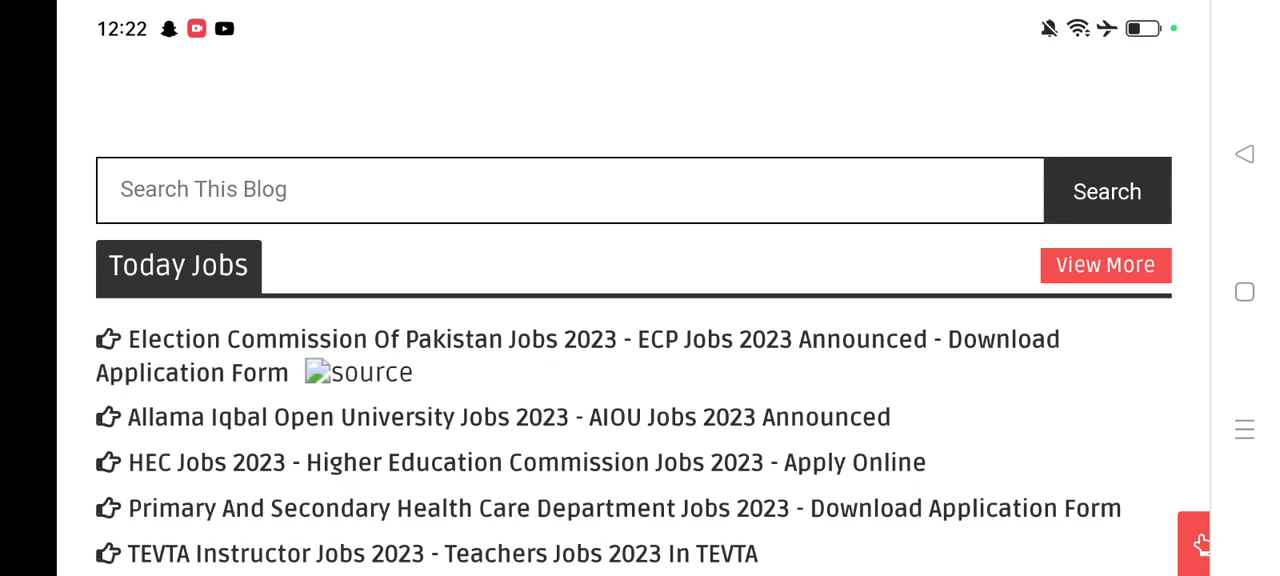 12:22
Search This Blog
Search
Today Jobs
View More
Election Commission Of Pakistan Jobs 2023 - ECP Jobs 2023 Announced - Download
Application Form source
Allama Iqbal Open University Jobs 2023 - AIOU Jobs 2023 Announced
HEC Jobs 2023 - Higher Education Commission Jobs 2023 - Apply Online
Primary And Secondary Health Care Department Jobs 2023 - Download Application Form
TEVTA Instructor Jobs 2023 - Teachers Jobs 2023 In TEVTA